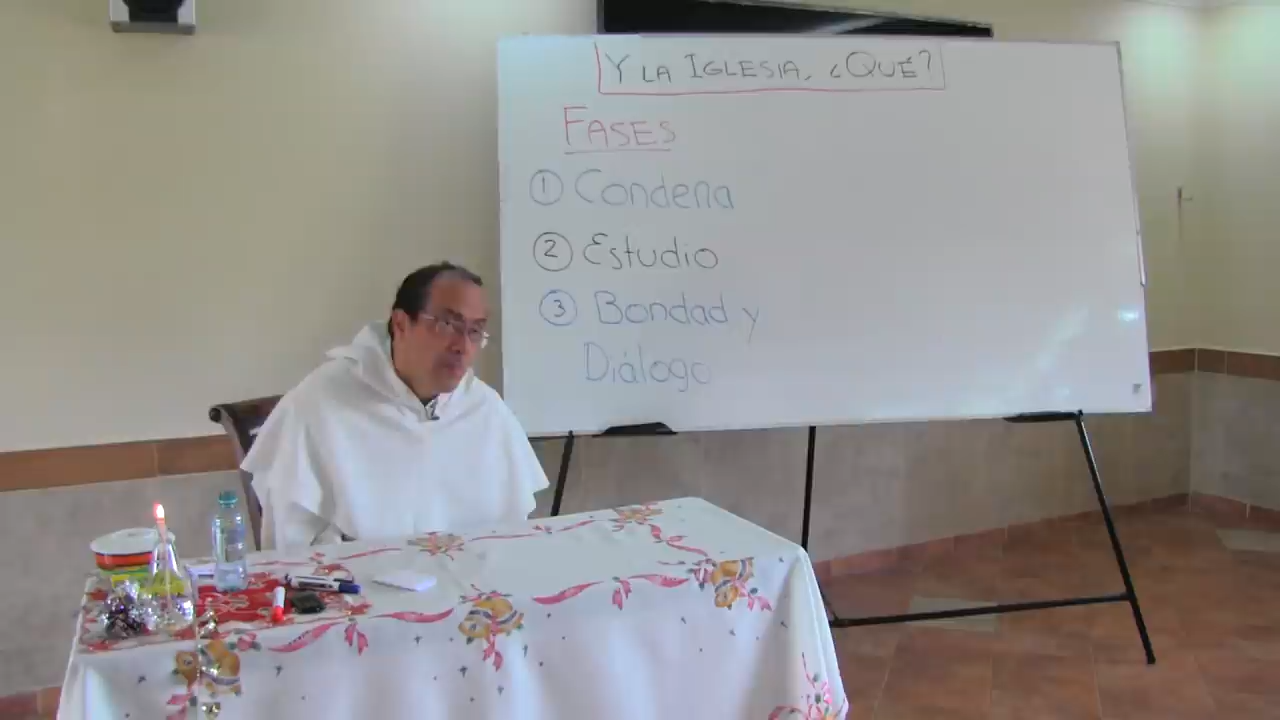 Y LA IGLESIA, ¿QUÉ?
FASES
1 Condena
2 Estudio
3 Bondad y
Diálogo